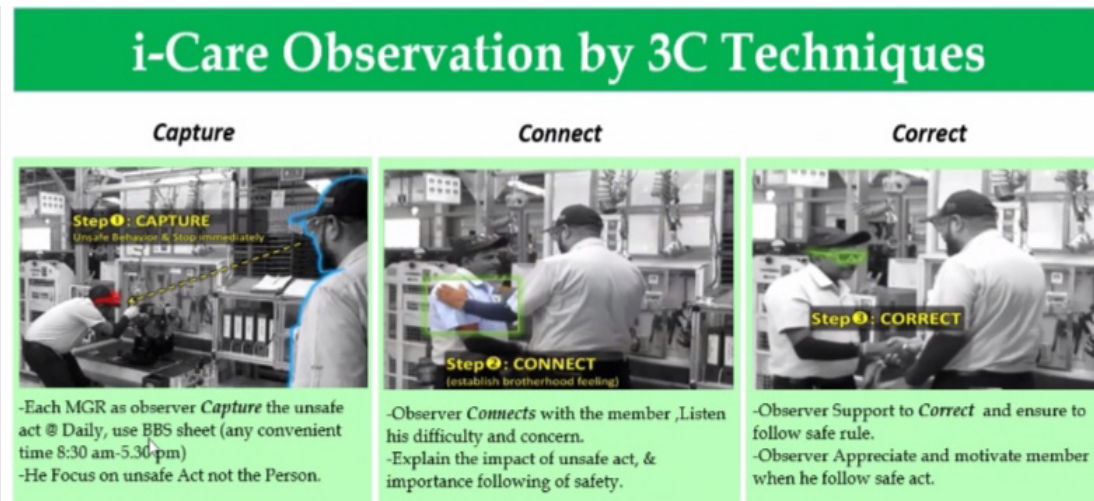 i-Care Observation by 3C Techniques
Capture
Step❶: CAPTURE
Unsafe Behavior & Stop immediately
-Each MGR as observer Capture the unsafe
act @ Daily, use BBS sheet (any convenient
time 8:30 am-5.30 pm)
-He Focus on unsafe Act not the Person.
Connect
Step❷: CONNECT
(establish brotherhood feeling)
-Observer Connects with the member ,Listen
his difficulty and concern.
-Explain the impact of unsafe act, &
importance following of safety.
Correct
Step❸: CORRECT
-Observer Support to Correct and ensure to
follow safe rule.
-Observer Appreciate and motivate member
when he follow safe act.